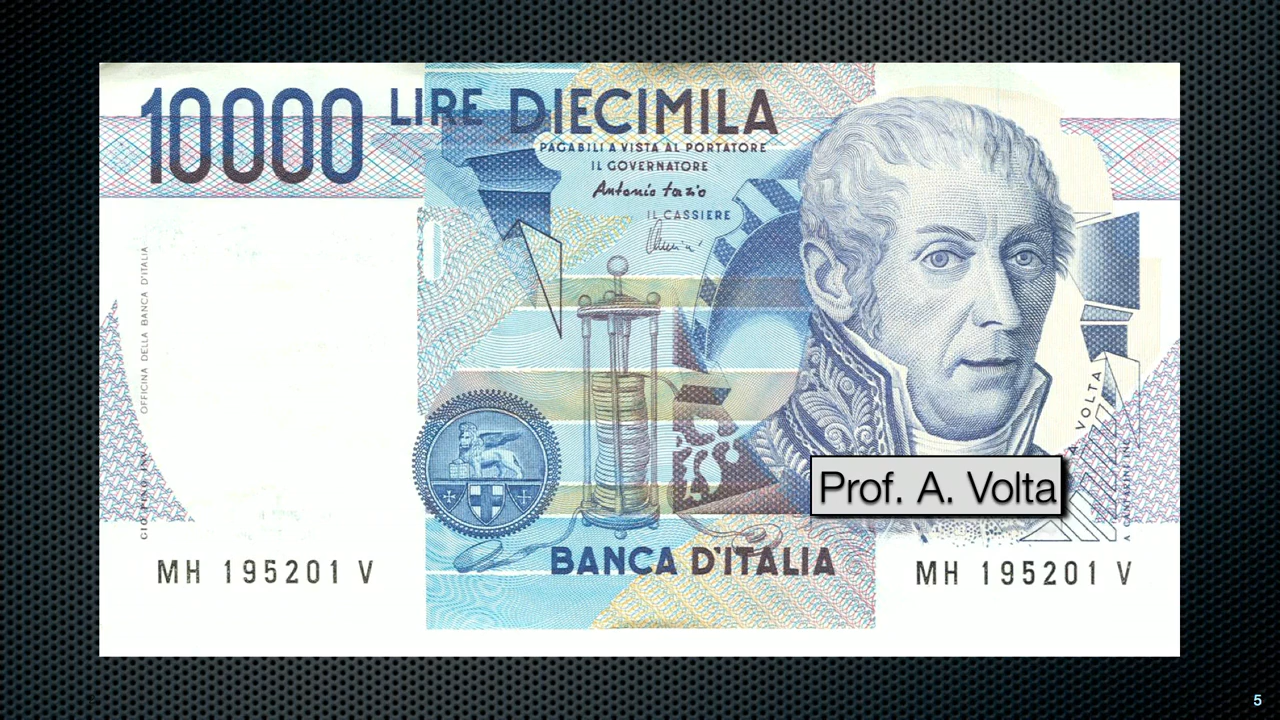 10000 LIRE DIECIMILA
PAGABILI A VISTA AL PORTATORE
IL GOVERNATORE
Antonio Fazio
IL CASSIERE
OFFICINA DELLA BANCA D'ITALIA
A. VOLTA
Prof. A. Volta
BANCA D'ITALIA
MH 195201 V
MH 195201 V
5